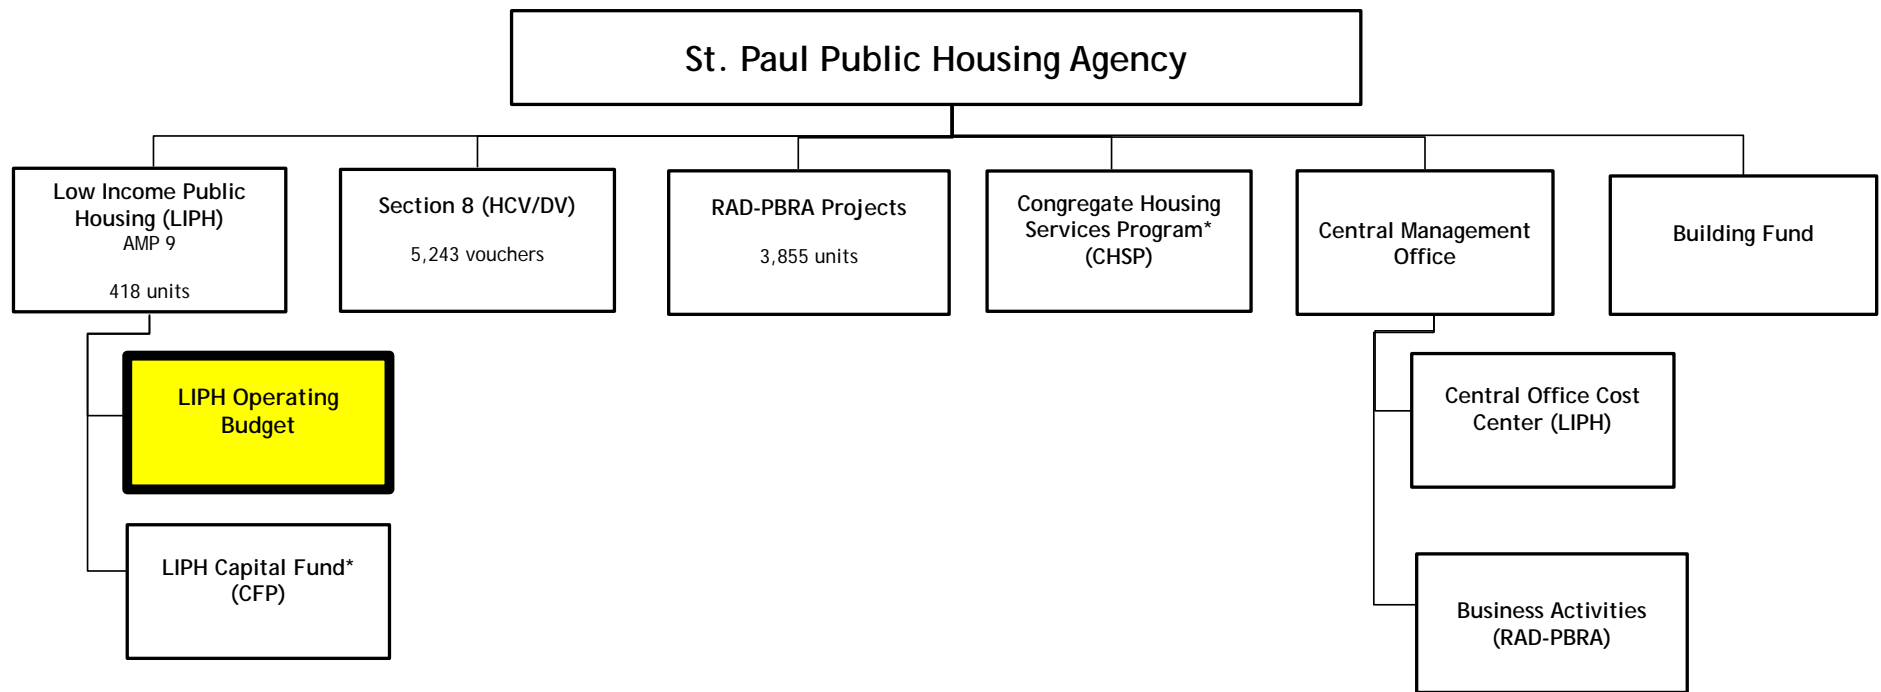 St. Paul Public Housing Agency
Low Income Public
Housing (LIPH)
AMP 9
418 units
Section 8 (HCV/DV)
5,243 vouchers
RAD-PBRA Projects
3,855 units
Congregate Housing
Services Program*
(CHSP)
Central Management
Office
Building Fund
LIPH Operating
Budget
LIPH Capital Fund*
(CFP)
Central Office Cost
Center (LIPH)
Business Activities
(RAD-PBRA)